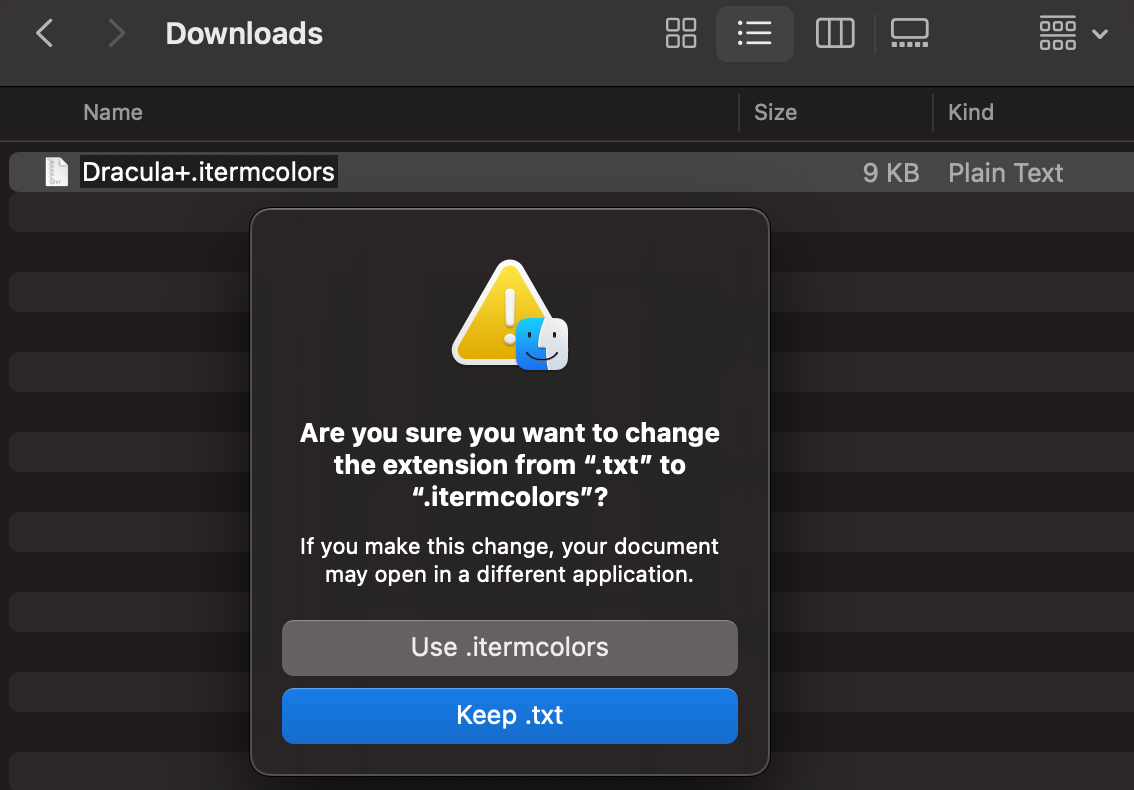 Downloads
Name Size Kind
Dracula+.itermcolors 9 KB Plain Text
Are you sure you want to change
the extension from “.txt” to
“.itermcolors”?
If you make this change, your document
may open in a different application.
Use .itermcolors
Keep .txt